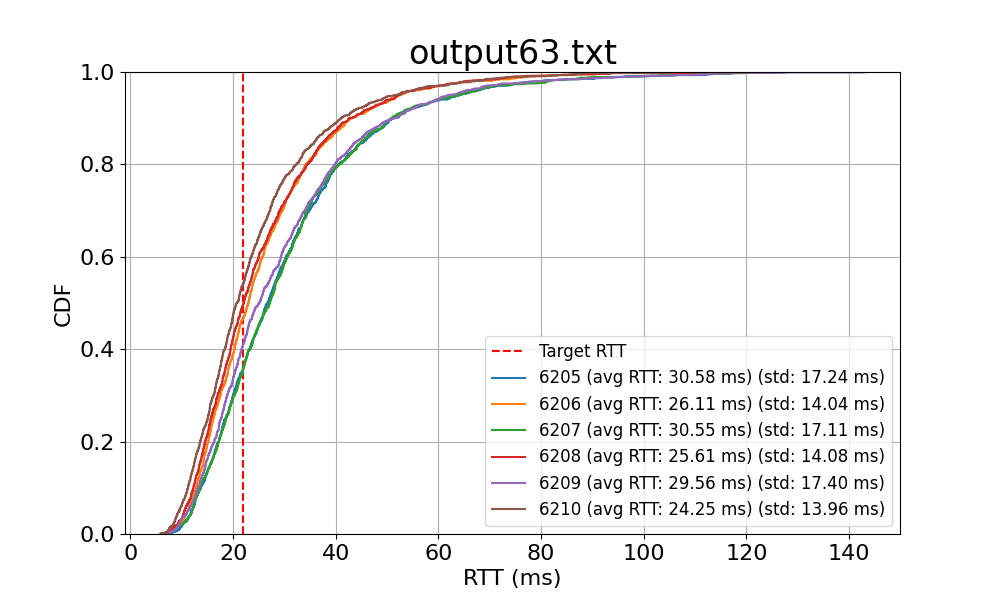 output63.txt
1.0
0.8
0.6
0.4
0.2
0.0
CDF
Target RTT
6205 (avg RTT: 30.58 ms) (std: 17.24 ms)
6206 (avg RTT: 26.11 ms) (std: 14.04 ms)
6207 (avg RTT: 30.55 ms) (std: 17.11 ms)
6208 (avg RTT: 25.61 ms) (std: 14.08 ms)
6209 (avg RTT: 29.56 ms) (std: 17.40 ms)
6210 (avg RTT: 24.25 ms) (std: 13.96 ms)
0 20 40 60 80 100 120 140
RTT (ms)